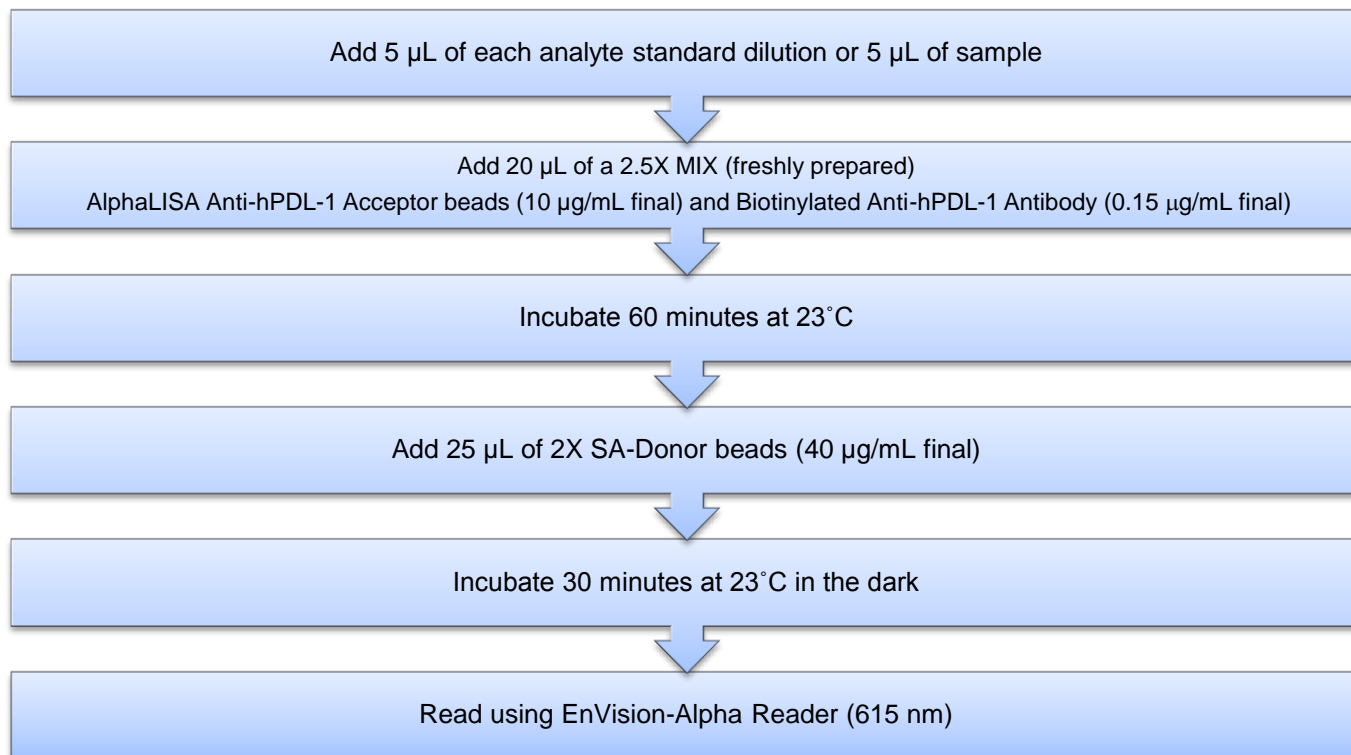 Add 5 µL of each analyte standard dilution or 5 µL of sample
Add 20 µL of a 2.5X MIX (freshly prepared)
AlphaLISA Anti-hPDL-1 Acceptor beads (10 µg/mL final) and Biotinylated Anti-hPDL-1 Antibody (0.15 µg/mL final)
Incubate 60 minutes at 23˚C
Add 25 µL of 2X SA-Donor beads (40 µg/mL final)
Incubate 30 minutes at 23˚C in the dark
Read using EnVision-Alpha Reader (615 nm)